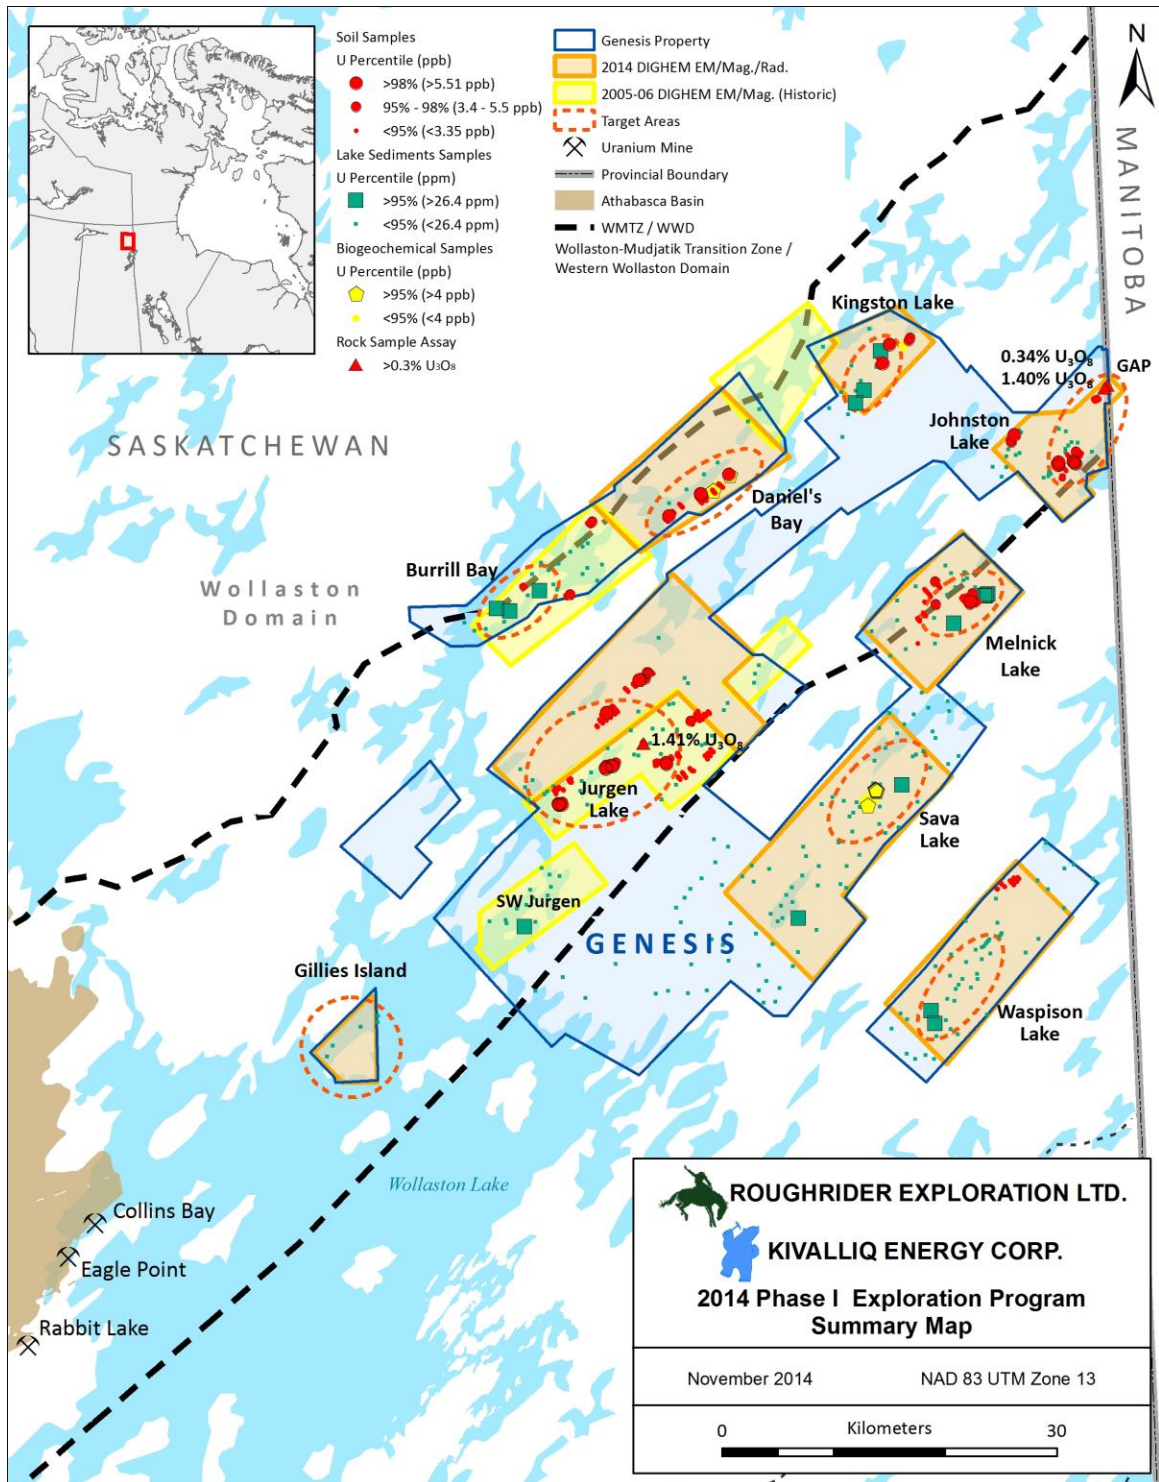 Soil Samples
U Percentile (ppb)
>98% (>5.51 ppb)
95% - 98% (3.4 - 5.5 ppb)
<95% (<3.35 ppb)
Lake Sediments Samples
U Percentile (ppm)
>95% (>26.4 ppm)
<95% (<26.4 ppm)
Biogeochemical Samples
U Percentile (ppb)
>95% (>4 ppb)
<95% (<4 ppb)
Rock Sample Assay
>0.3% U₃O₈
Genesis Property
2014 DIGHEM EM/Mag./Rad.
2005-06 DIGHEM EM/Mag. (Historic)
Target Areas
Uranium Mine
Provincial Boundary
Athabasca Basin
WMTZ / WWD
Wollaston-Mudjatik Transition Zone /
Western Wollaston Domain
N
MANITOBA
Kingston Lake
0.34% U₃O₈
1.40% U₃O₈
GAP
Johnston
Lake
SASKATCHEWAN
Daniel's
Bay
Burrill Bay
Wollaston
Domain
Melnick
Lake
1.41% U₃O₈
Jurgen
Lake
Sava
Lake
SW Jurgen
GENESIS
Gillies Island
Waspison
Lake
Wollaston Lake
Collins Bay
Eagle Point
Rabbit Lake
ROUGHRIDER EXPLORATION LTD.
KIVALLIQ ENERGY CORP.
2014 Phase I Exploration Program
Summary Map
November 2014
NAD 83 UTM Zone 13
Kilometers
0 30